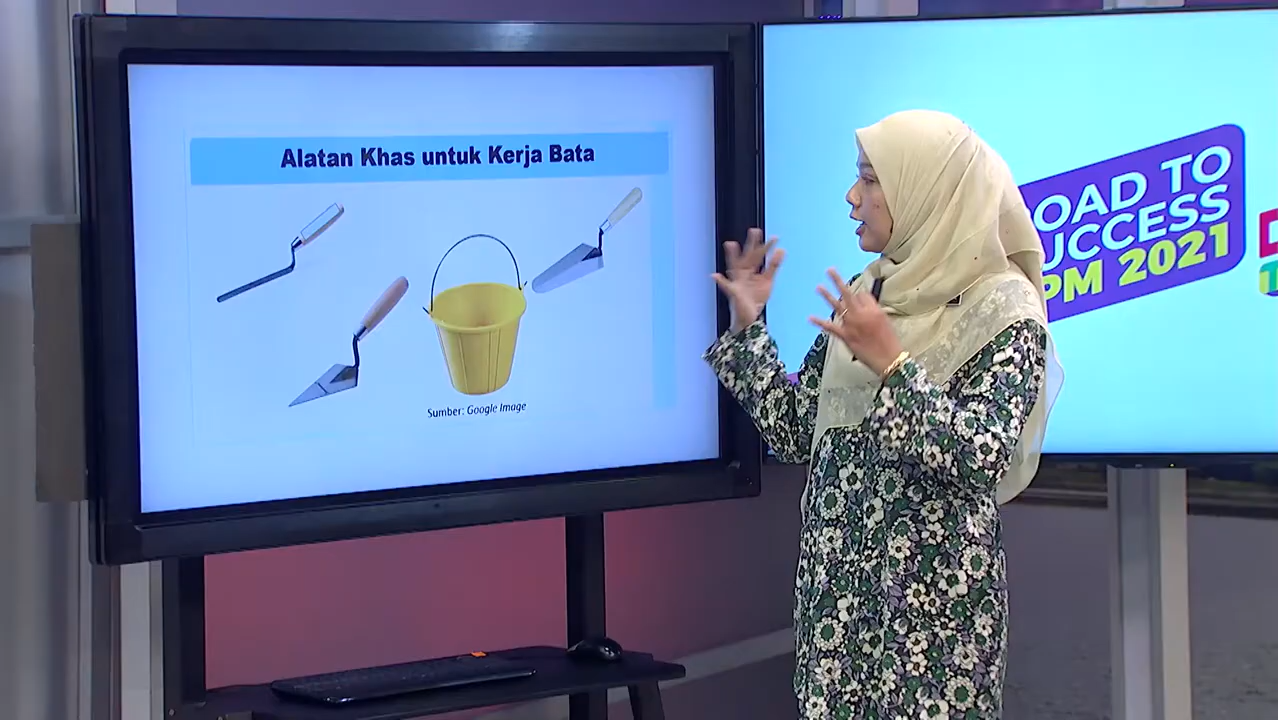 Alatan Khas untuk Kerja Bata
Sumber: Google Image
OAD TO
UCCESS
PM 2021